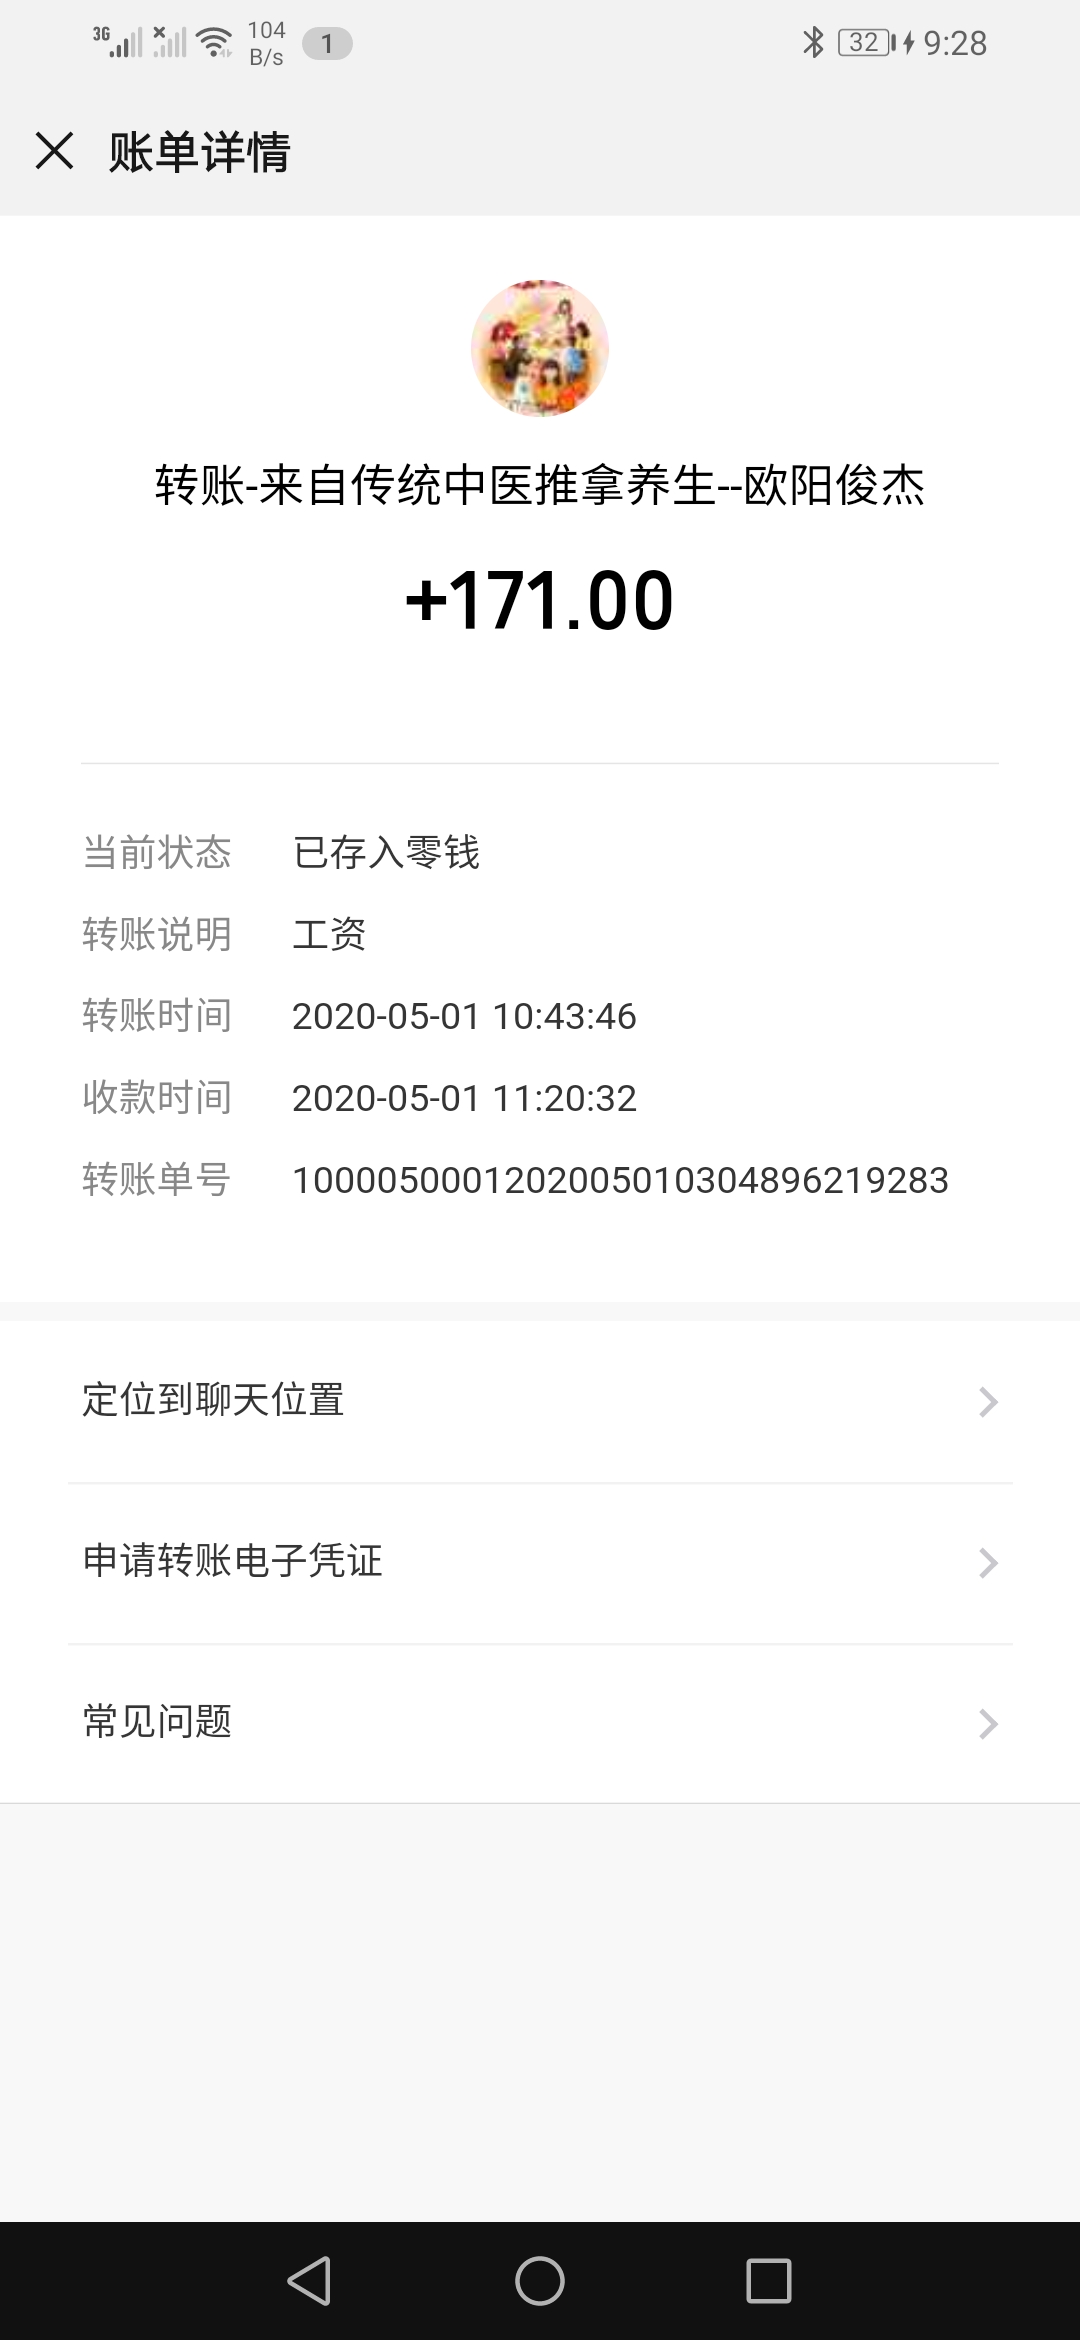 3G 104 B/s 1 32 9:28
账单详情
转账-来自传统中医推拿养生--欧阳俊杰
+171.00
当前状态 已存入零钱
转账说明 工资
转账时间 2020-05-01 10:43:46
收款时间 2020-05-01 11:20:32
转账单号 1000050001202005010304896219283
定位到聊天位置
申请转账电子凭证
常见问题